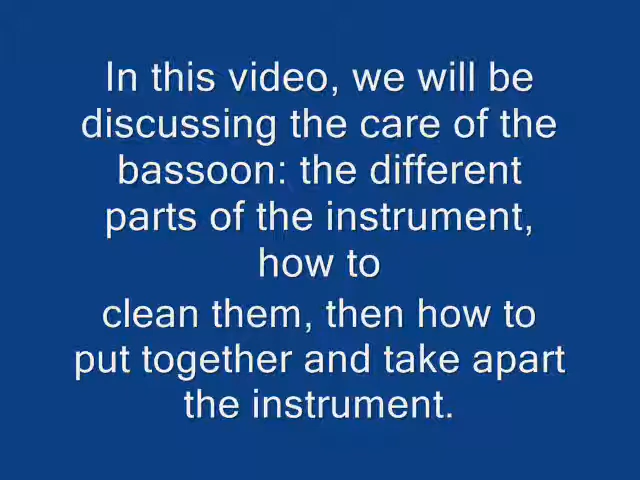 In this video, we will be
discussing the care of the
bassoon: the different
parts of the instrument,
how to
clean them, then how to
put together and take apart
the instrument.